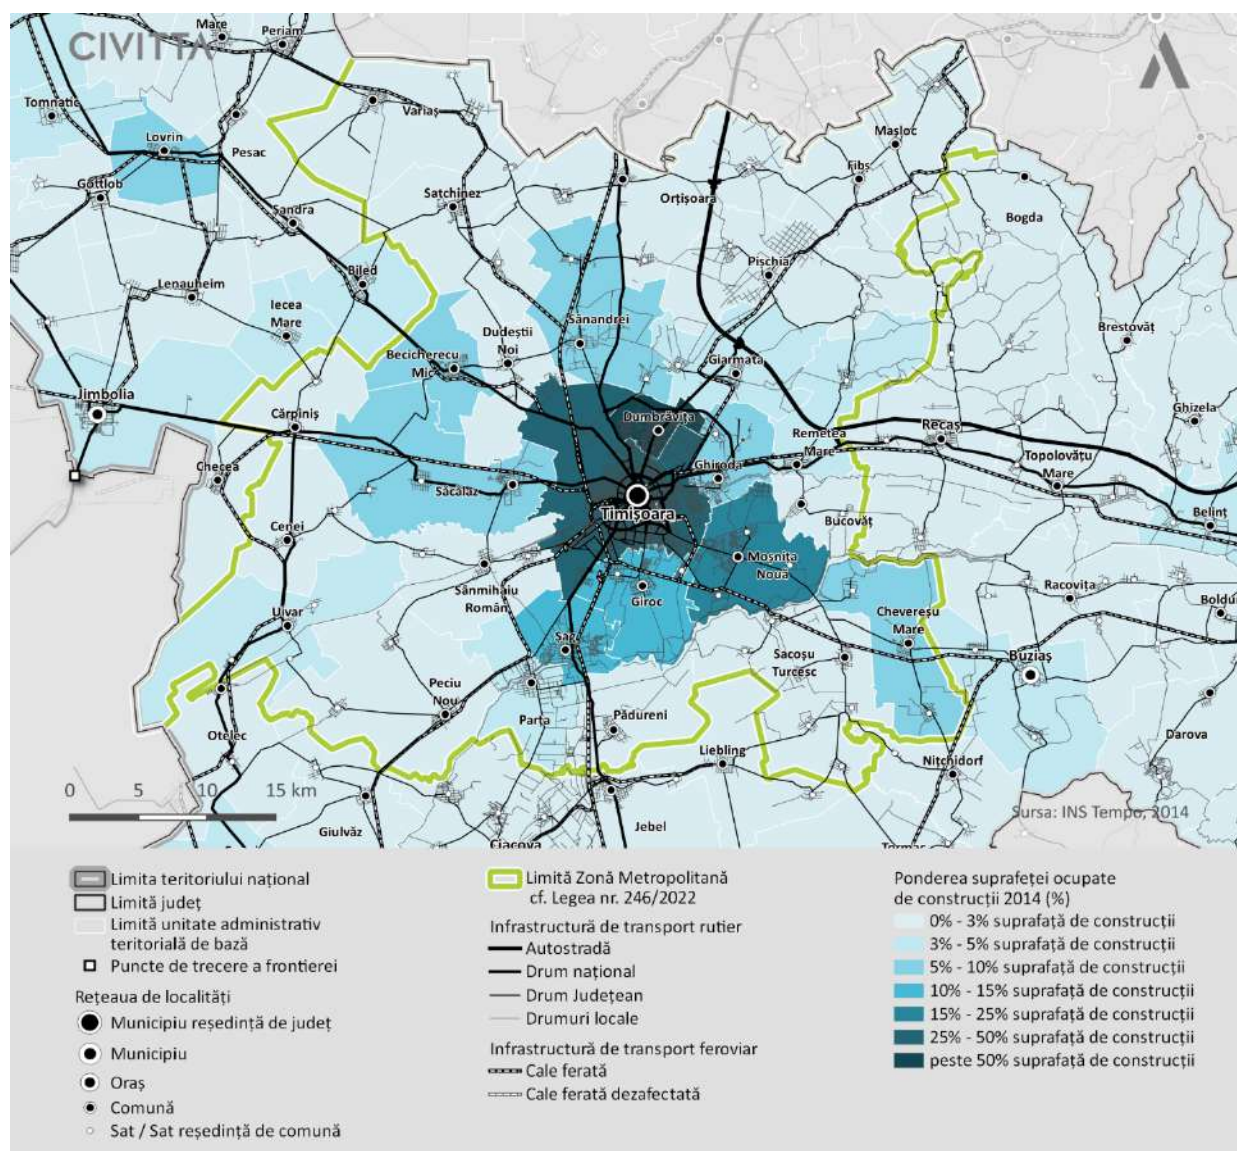 CIVITTA
Mare
Periam
Tomnatic
Variaș
Lovrin
Pesac
Mașloc
Fibș
Gottlob
Satchinez
Orțișoara
Sandra
Bogda
Pischia
Biled
Lenauheim
Iecea
Mare
Sânandrei
Dudeștii
Noi
Brestovăț
Becicherecu
Mic
Giarmata
Jimbolia
Cărpiniș
Dumbrăvița
Ghizela
Remetea
Mare
Recaș
Topolovățu
Mare
Checea
Săcălaz
Ghiroda
Timișoara
Belinț
Bucovăț
Cenei
Moșnița
Nouă
Sânmihaiu
Român
Giroc
Racovița
Uivar
Chevereșu
Mare
Șag
Sacoșu
Turcesc
Buziaș
Peciu
Nou
Parța
Pădureni
Otelec
Liebling
Darova
Nițchidorf
0 5 10 15 km
Sursa: INS Tempo, 2014
Giulvăz
Jebel
Ciacova
Limita teritoriului național
Limită județ
Limită unitate administrativ
teritorială de bază
Puncte de trecere a frontierei
Rețeaua de localități
Municipiu reședință de județ
Municipiu
Oraș
Comună
Sat / Sat reședință de comună
Limită Zonă Metropolitană
cf. Legea nr. 246/2022
Infrastructură de transport rutier
Autostradă
Drum național
Drum Județean
Drumuri locale
Infrastructură de transport feroviar
Cale ferată
Cale ferată dezafectată
Ponderea suprafeței ocupate
de construcții 2014 (%)
0% - 3% suprafață de construcții
3% - 5% suprafață de construcții
5% - 10% suprafață de construcții
10% - 15% suprafață de construcții
15% - 25% suprafață de construcții
25% - 50% suprafață de construcții
peste 50% suprafață de construcții